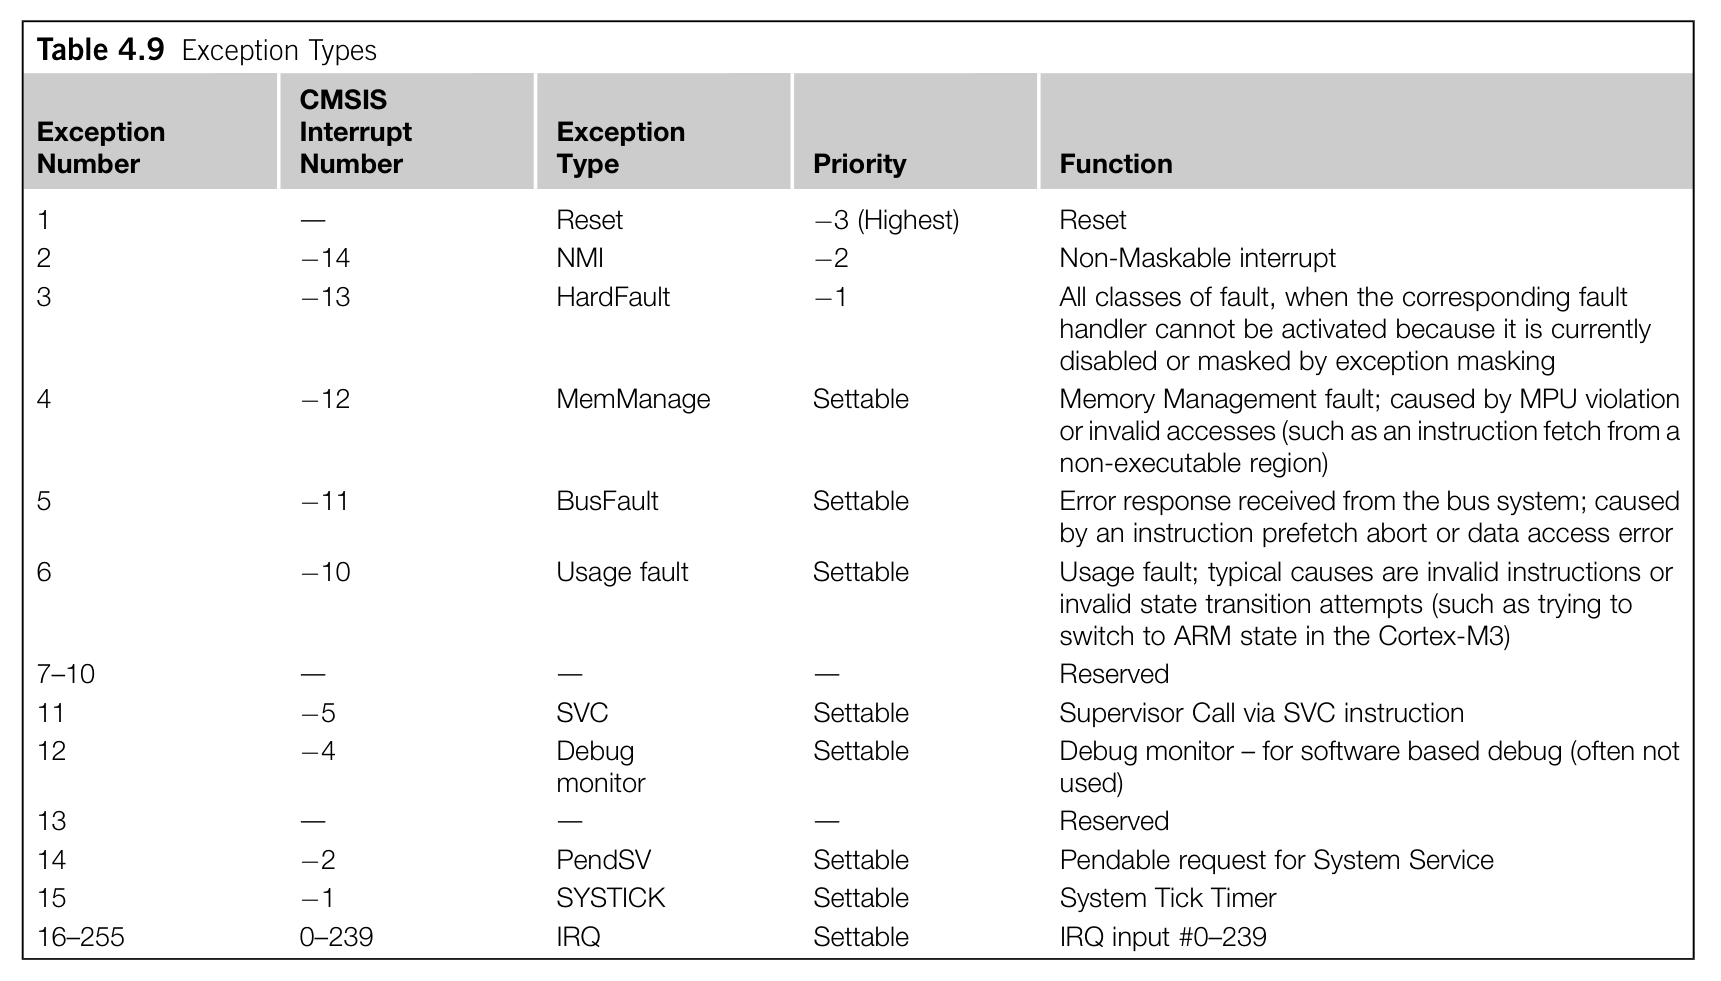 Table 4.9 Exception Types
Exception Number CMSIS Interrupt Number Exception Type Priority Function
1 — Reset −3 (Highest) Reset
2 −14 NMI −2 Non-Maskable interrupt
3 −13 HardFault −1 All classes of fault, when the corresponding fault
handler cannot be activated because it is currently
disabled or masked by exception masking
4 −12 MemManage Settable Memory Management fault; caused by MPU violation
or invalid accesses (such as an instruction fetch from a
non-executable region)
5 −11 BusFault Settable Error response received from the bus system; caused
by an instruction prefetch abort or data access error
6 −10 Usage fault Settable Usage fault; typical causes are invalid instructions or
invalid state transition attempts (such as trying to
switch to ARM state in the Cortex-M3)
7–10 — — — Reserved
11 −5 SVC Settable Supervisor Call via SVC instruction
12 −4 Debug monitor Settable Debug monitor – for software based debug (often not
used)
13 — — — Reserved
14 −2 PendSV Settable Pendable request for System Service
15 −1 SYSTICK Settable System Tick Timer
16–255 0–239 IRQ Settable IRQ input #0–239